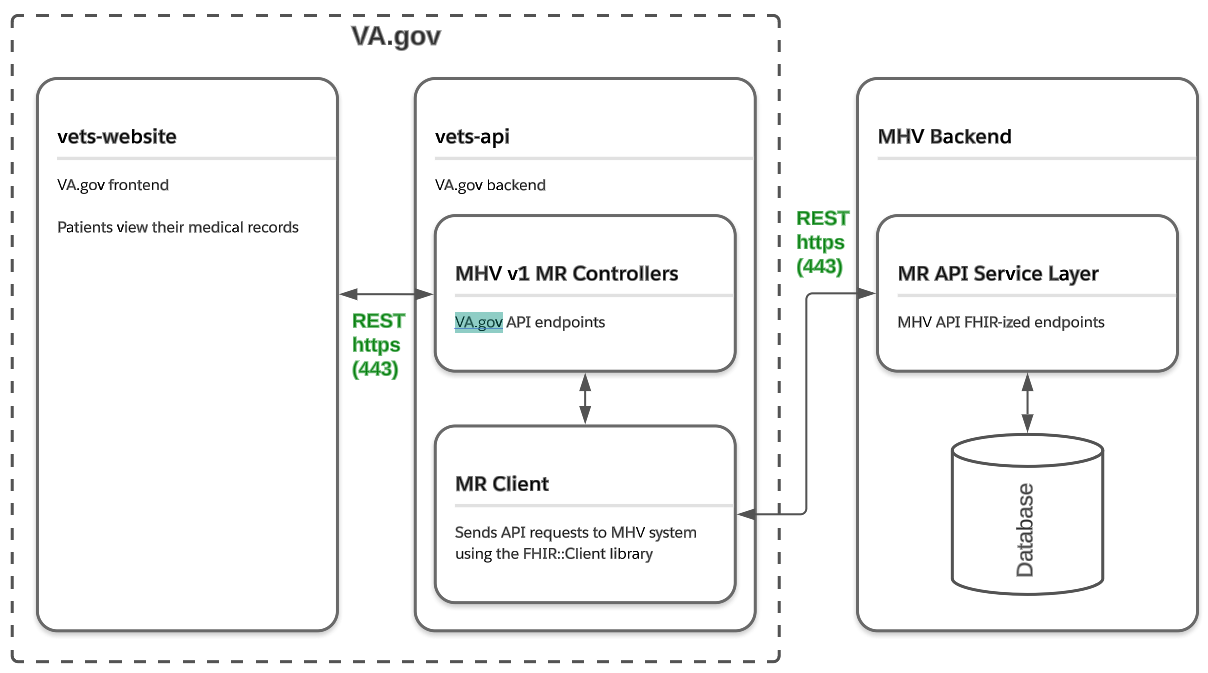 VA.gov
vets-website
VA.gov frontend
Patients view their medical records
REST
https
(443)
vets-api
VA.gov backend
MHV v1 MR Controllers
VA.gov API endpoints
MR Client
Sends API requests to MHV system
using the FHIR::Client library
REST
https
(443)
MHV Backend
MR API Service Layer
MHV API FHIR-ized endpoints
Database